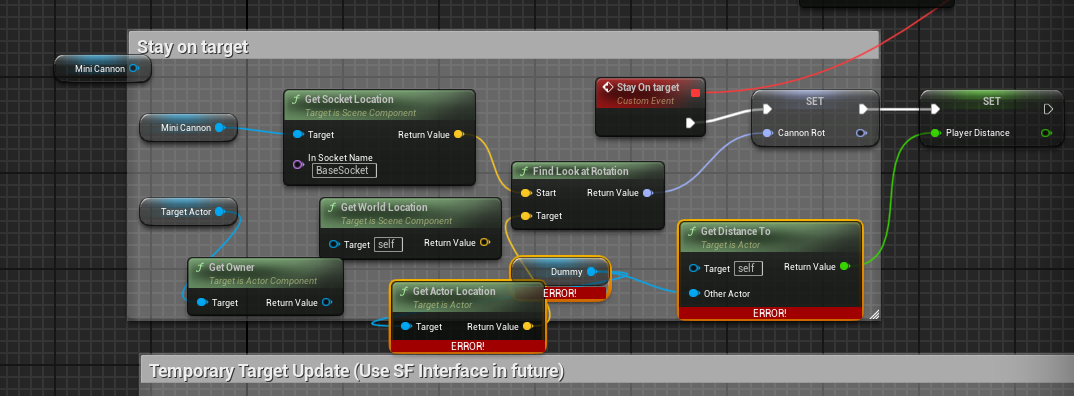 Stay on target
Mini Cannon
Get Socket Location
Target is Scene Component
Target
Return Value
In Socket Name
BaseSocket
Mini Cannon
Stay On target
Custom Event
SET
Cannon Rot
SET
Player Distance
Find Look at Rotation
Start
Return Value
Target
Target Actor
Get World Location
Target is Scene Component
Target self
Return Value
Get Owner
Target is Actor Component
Target
Return Value
Dummy
ERROR!
Get Actor Location
Target is Actor
Target
Return Value
ERROR!
Get Distance To
Target is Actor
Target self
Return Value
Other Actor
ERROR!
Temporary Target Update (Use SF Interface in future)